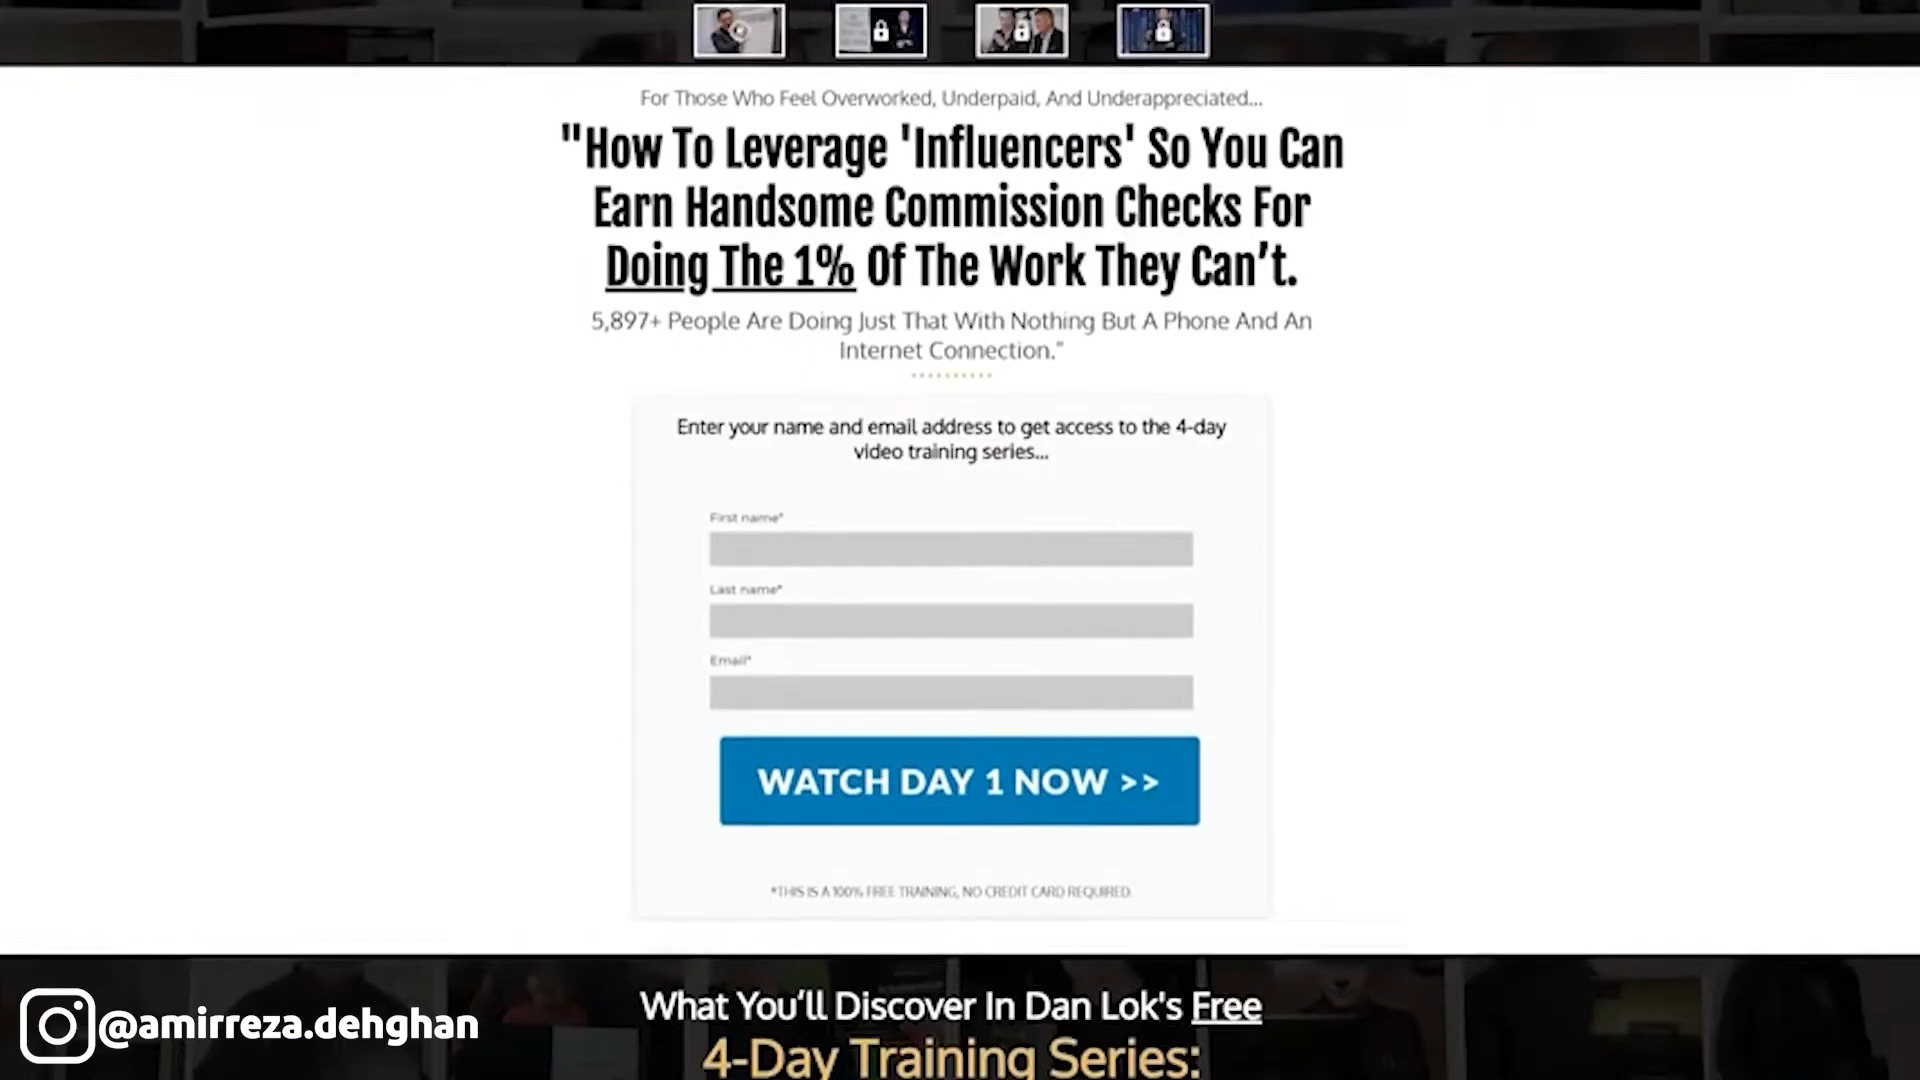 For Those Who Feel Overworked, Underpaid, And Underappreciated...
"How To Leverage 'Influencers' So You Can
Earn Handsome Commission Checks For
Doing The 1% Of The Work They Can’t.
5,897+ People Are Doing Just That With Nothing But A Phone And An
Internet Connection."
Enter your name and email address to get access to the 4-day
video training series...
First name*
Last name*
Email*
WATCH DAY 1 NOW >>
*THIS IS A 100% FREE TRAINING, NO CREDIT CARD REQUIRED.
What You’ll Discover In Dan Lok's Free
4-Day Training Series:
@amirreza.dehghan